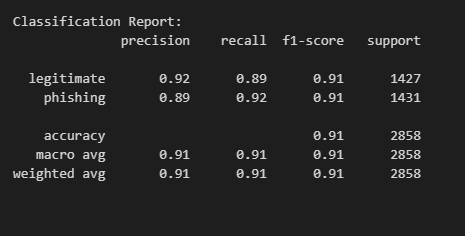 Classification Report:
precision recall f1-score support
legitimate 0.92 0.89 0.91 1427
phishing 0.89 0.92 0.91 1431
accuracy 0.91 2858
macro avg 0.91 0.91 0.91 2858
weighted avg 0.91 0.91 0.91 2858